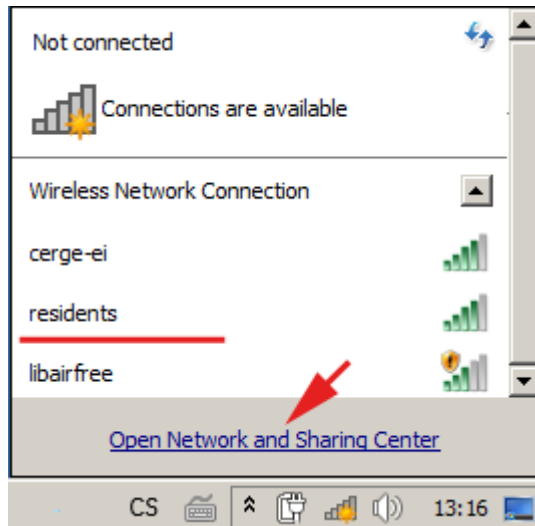 Not connected
Connections are available
Wireless Network Connection
cerge-ei
residents
libairfree
Open Network and Sharing Center
CS 13:16